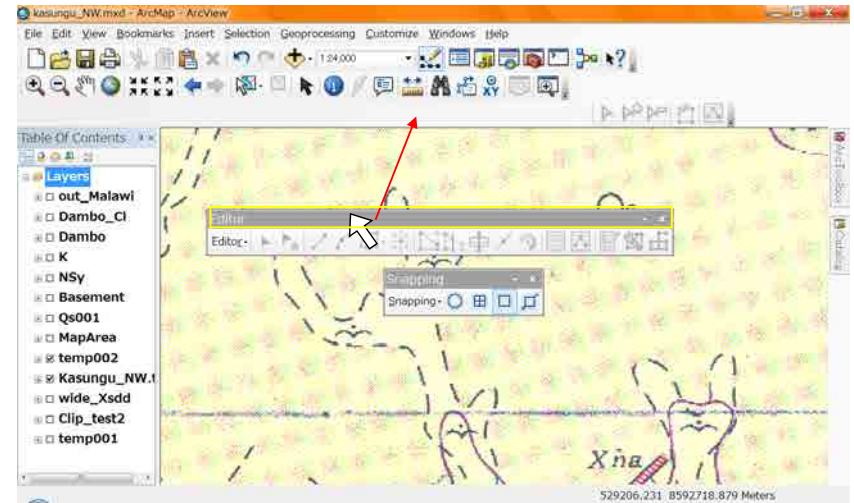 kasungu_NW.mxd - ArcMap - ArcView
File Edit View Bookmarks Insert Selection Geoprocessing Customize Windows Help
1:24,000
XY
Table Of Contents
Layers
out_Malawi
Dambo_Cl
Dambo
K
NSy
Basement
Qs001
MapArea
temp002
Kasungu_NW.t
wide_Xsdd
Clip_test2
temp001
Editor
Editor
Snapping
Snapping
Xña
ArcToolbox
Catalog
529206.231 8592718.879 Meters